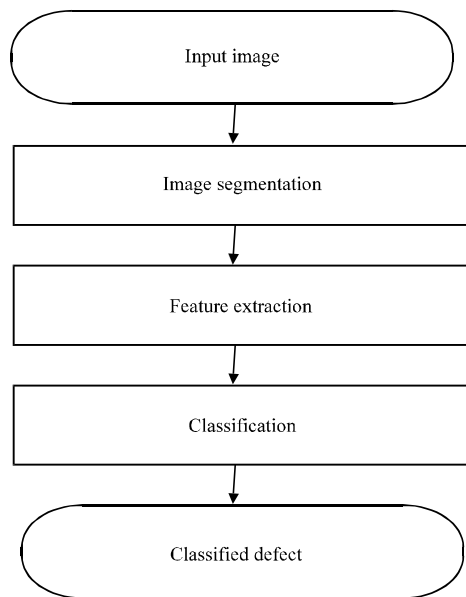 Input image
Image segmentation
Feature extraction
Classification
Classified defect